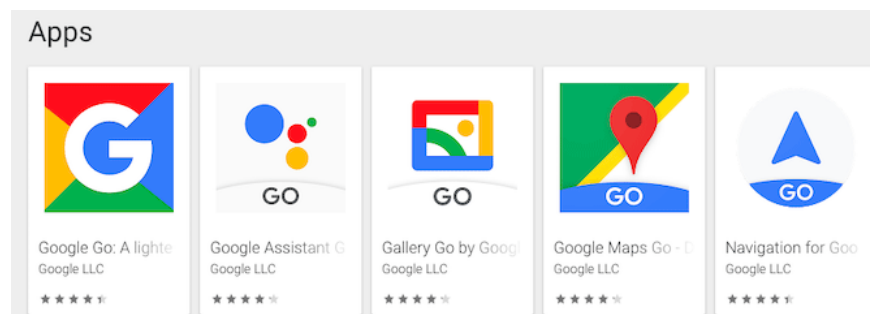 Apps
GO
GO
GO
GO
Google Go: A lighte
Google Assistant G
Gallery Go by Googl
Google Maps Go - D
Navigation for Goo
Google LLC
Google LLC
Google LLC
Google LLC
Google LLC